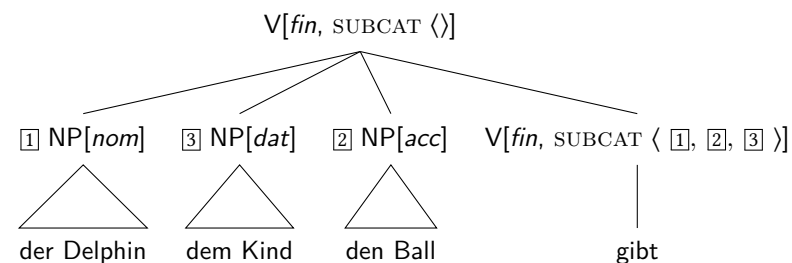 V[fin, SUBCAT ⟨⟩]
[1] NP[nom] [3] NP[dat] [2] NP[acc] V[fin, SUBCAT ⟨ [1], [2], [3] ⟩]
der Delphin dem Kind den Ball gibt